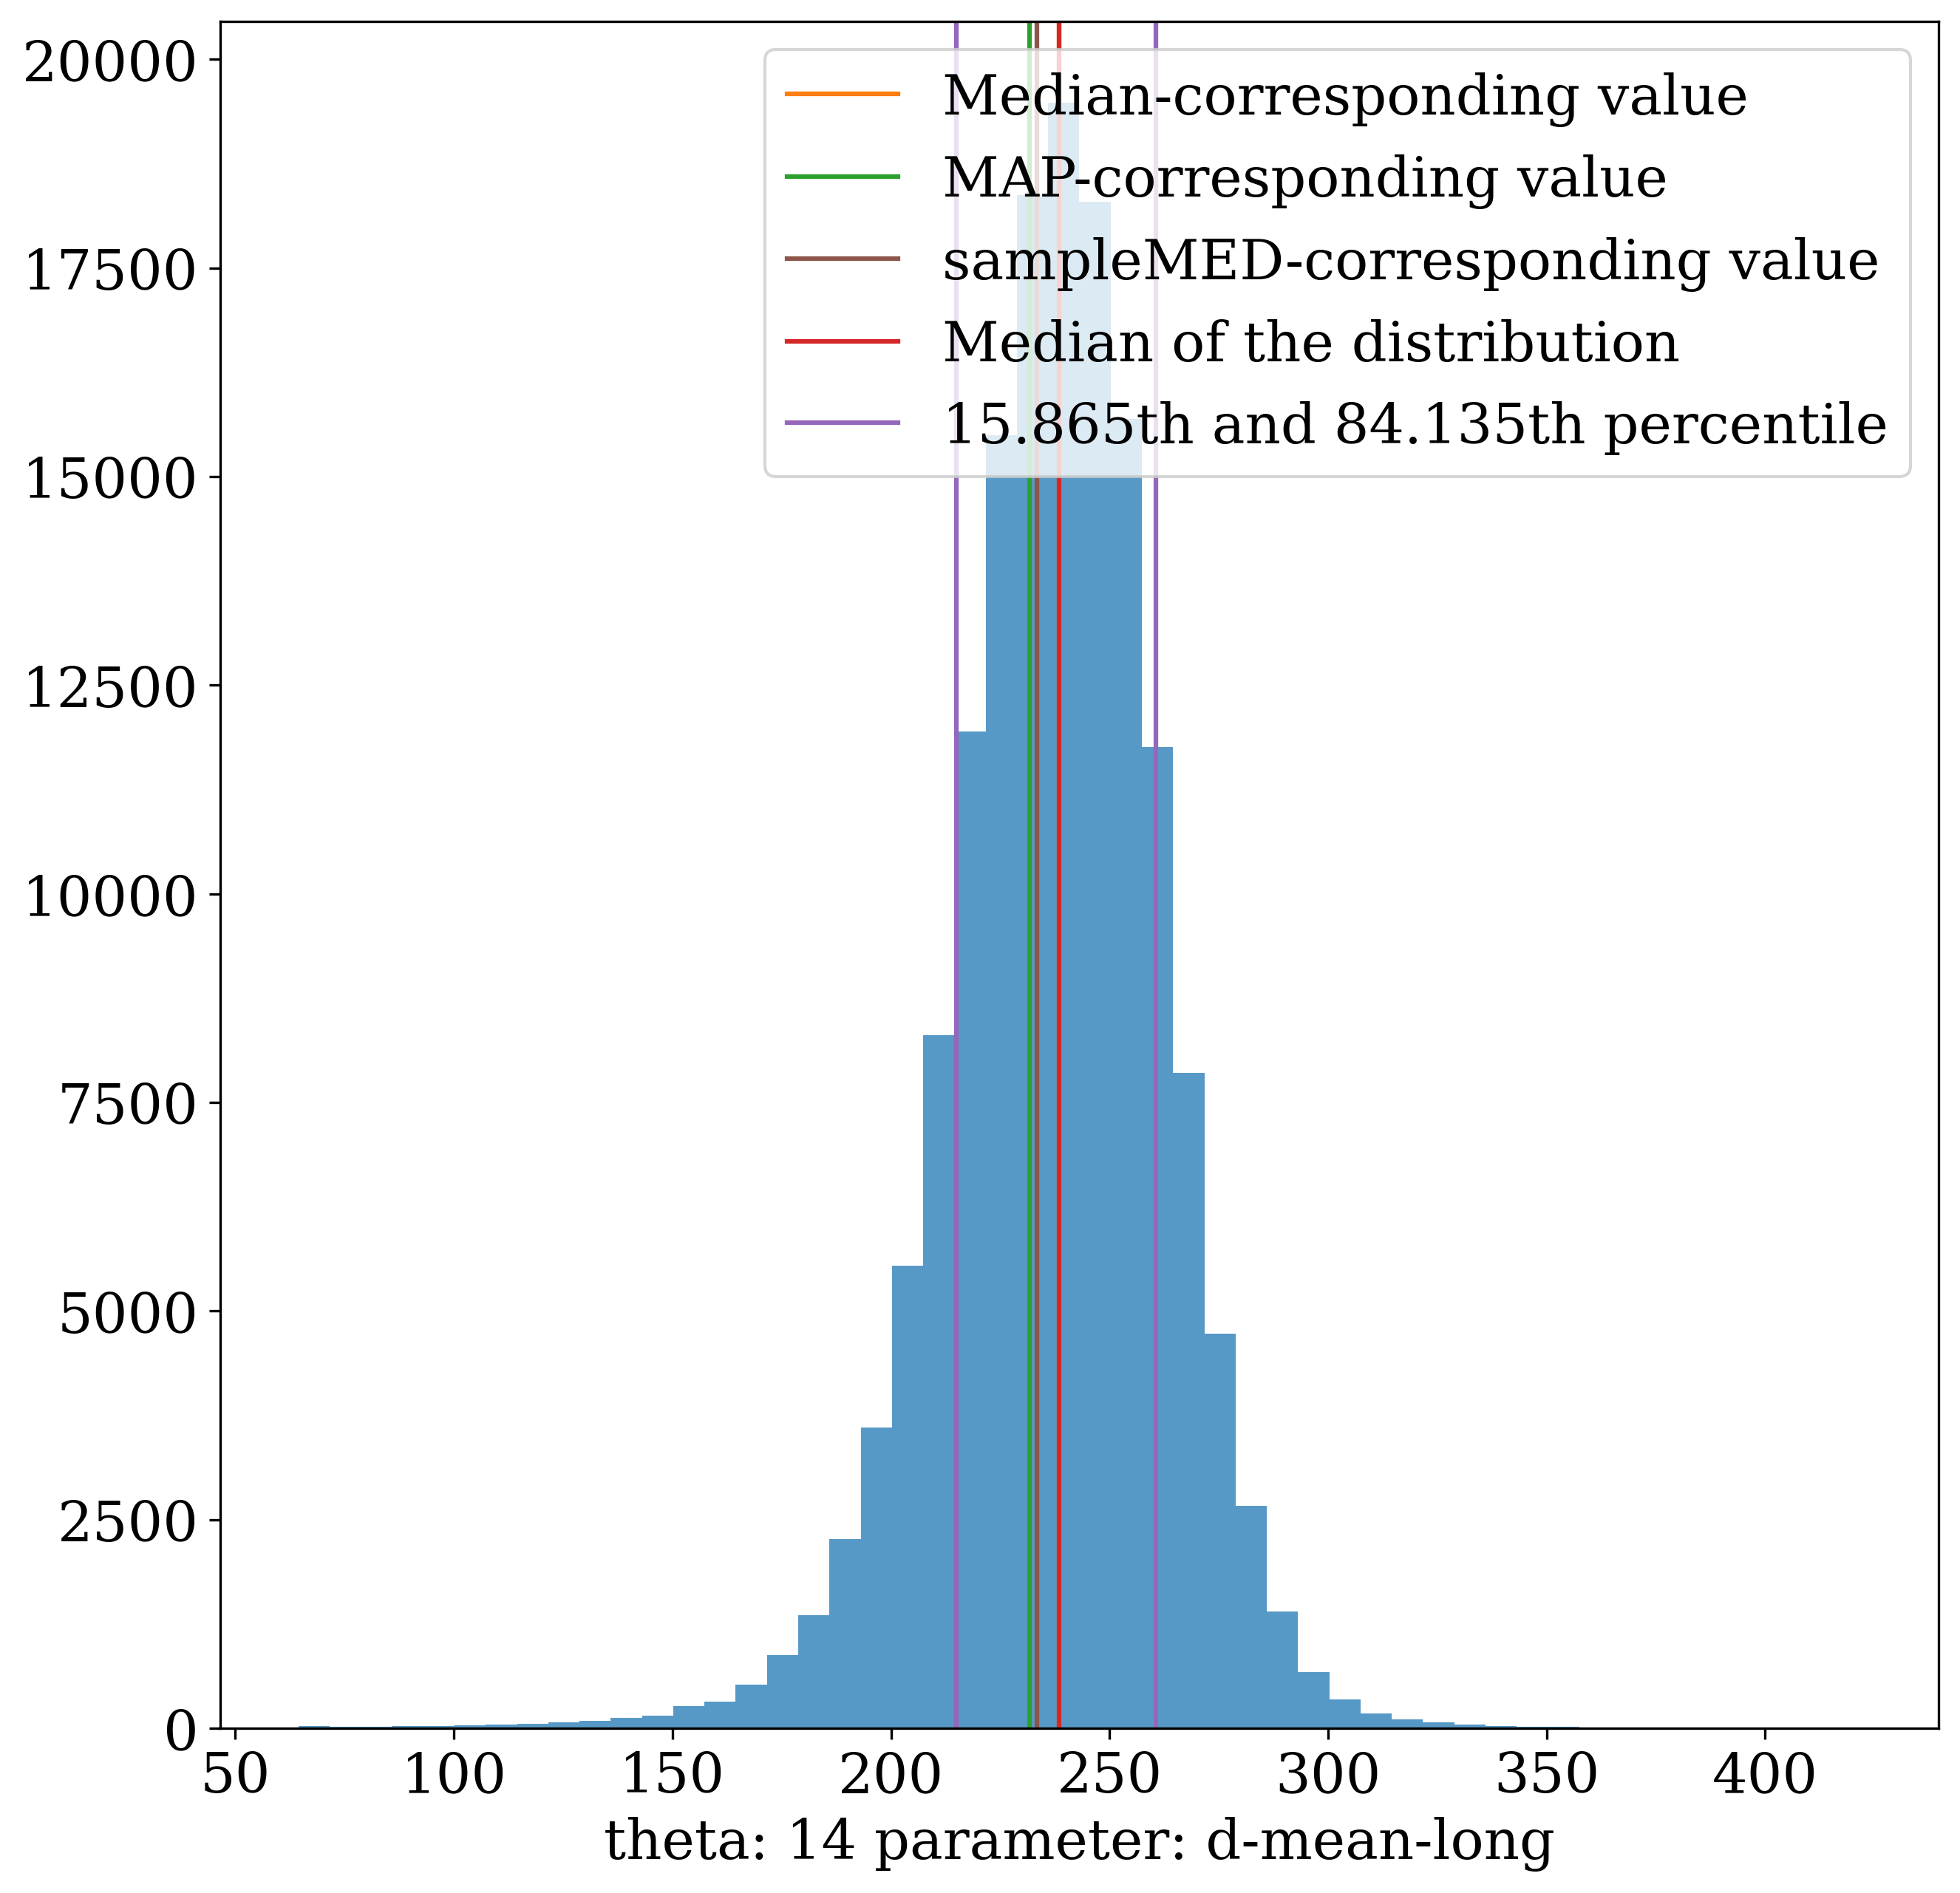 20000
17500
15000
12500
10000
7500
5000
2500
0
Median-corresponding value
MAP-corresponding value
sampleMED-corresponding value
Median of the distribution
15.865th and 84.135th percentile
50 100 150 200 250 300 350 400
theta: 14 parameter: d-mean-long